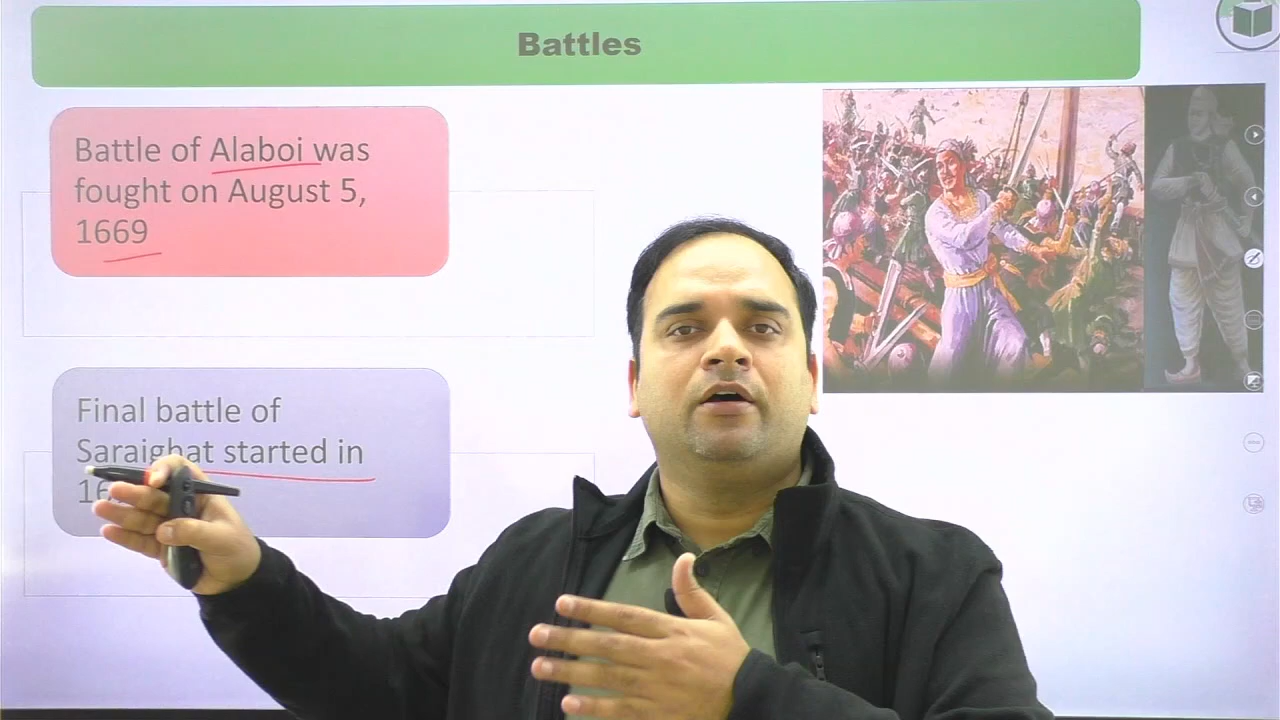 Battles
Battle of Alaboi was
fought on August 5,
1669
Final battle of
Saraighat started in